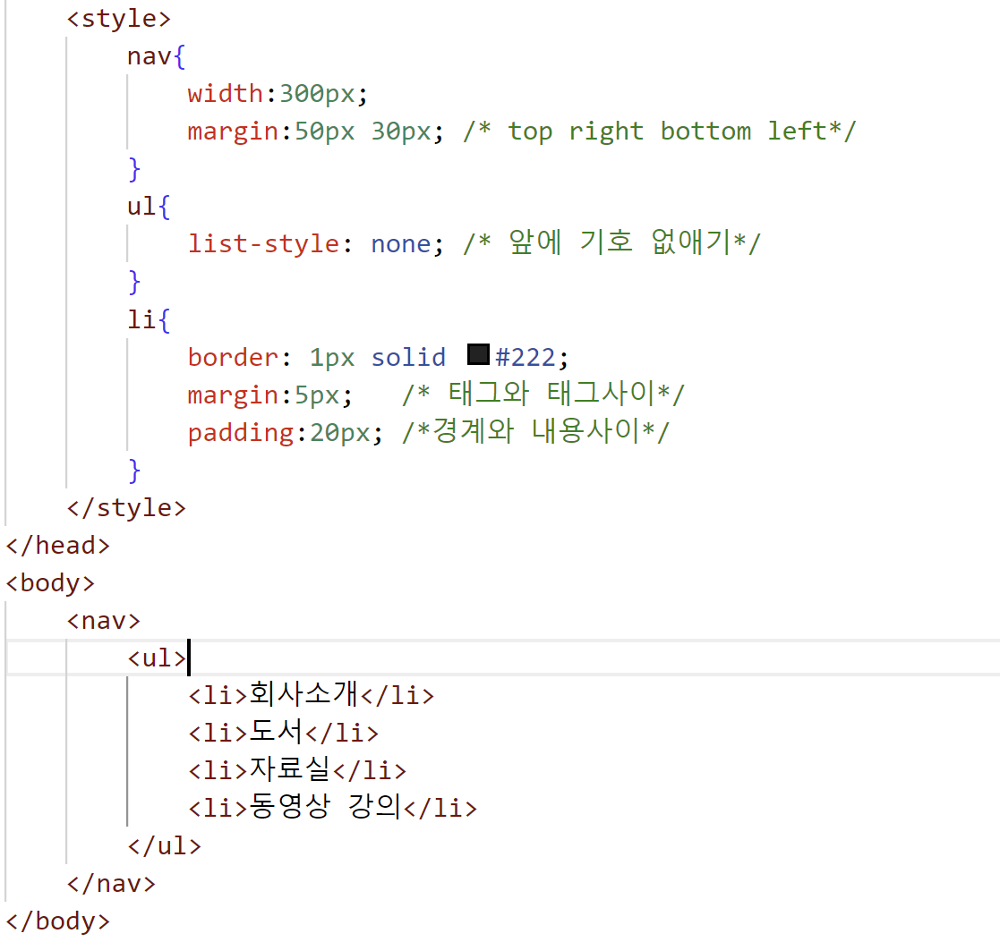 <style>
nav{
width:300px;
margin:50px 30px; /* top right bottom left*/
}
ul{
list-style: none; /* 앞에 기호 없애기*/
}
li{
border: 1px solid #222;
margin:5px; /* 태그와 태그사이*/
padding:20px; /*경계와 내용사이*/
}
</style>
</head>
<body>
<nav>
<ul>
<li>회사소개</li>
<li>도서</li>
<li>자료실</li>
<li>동영상 강의</li>
</ul>
</nav>
</body>